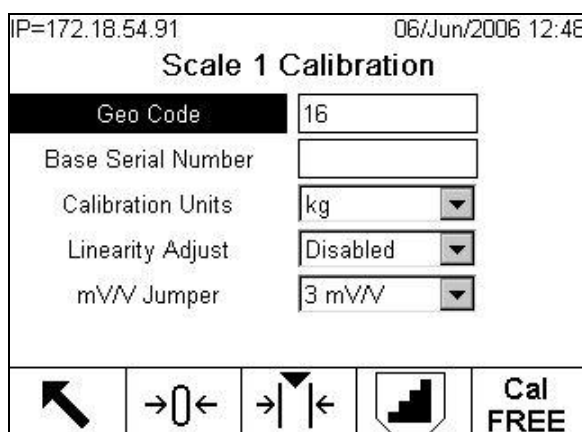 IP=172.18.54.91 06/Jun/2006 12:48
Scale 1 Calibration
Geo Code 16
Base Serial Number
Calibration Units kg
Linearity Adjust Disabled
mV/V Jumper 3 mV/V
→0← →| |← Cal
FREE